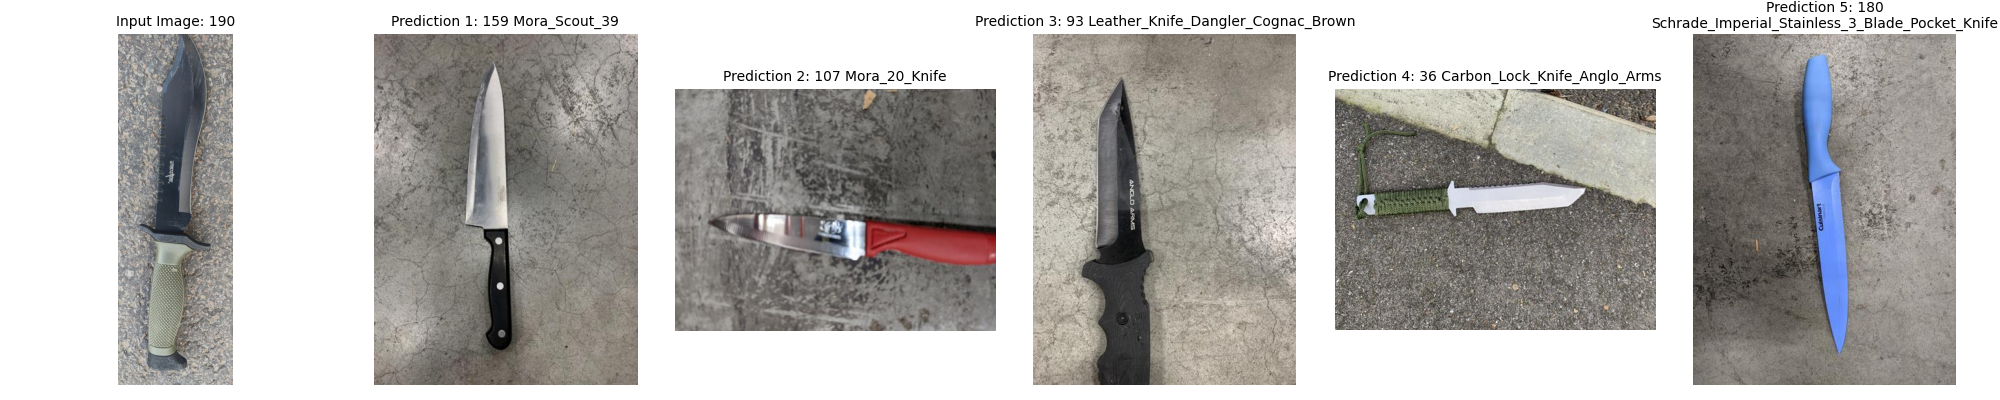 Input Image: 190
Prediction 1: 159 Mora_Scout_39
Prediction 2: 107 Mora_20_Knife
Prediction 3: 93 Leather_Knife_Dangler_Cognac_Brown
ANGLO ARMS
Prediction 4: 36 Carbon_Lock_Knife_Anglo_Arms
Prediction 5: 180
Schrade_Imperial_Stainless_3_Blade_Pocket_Knife
Cuisinart